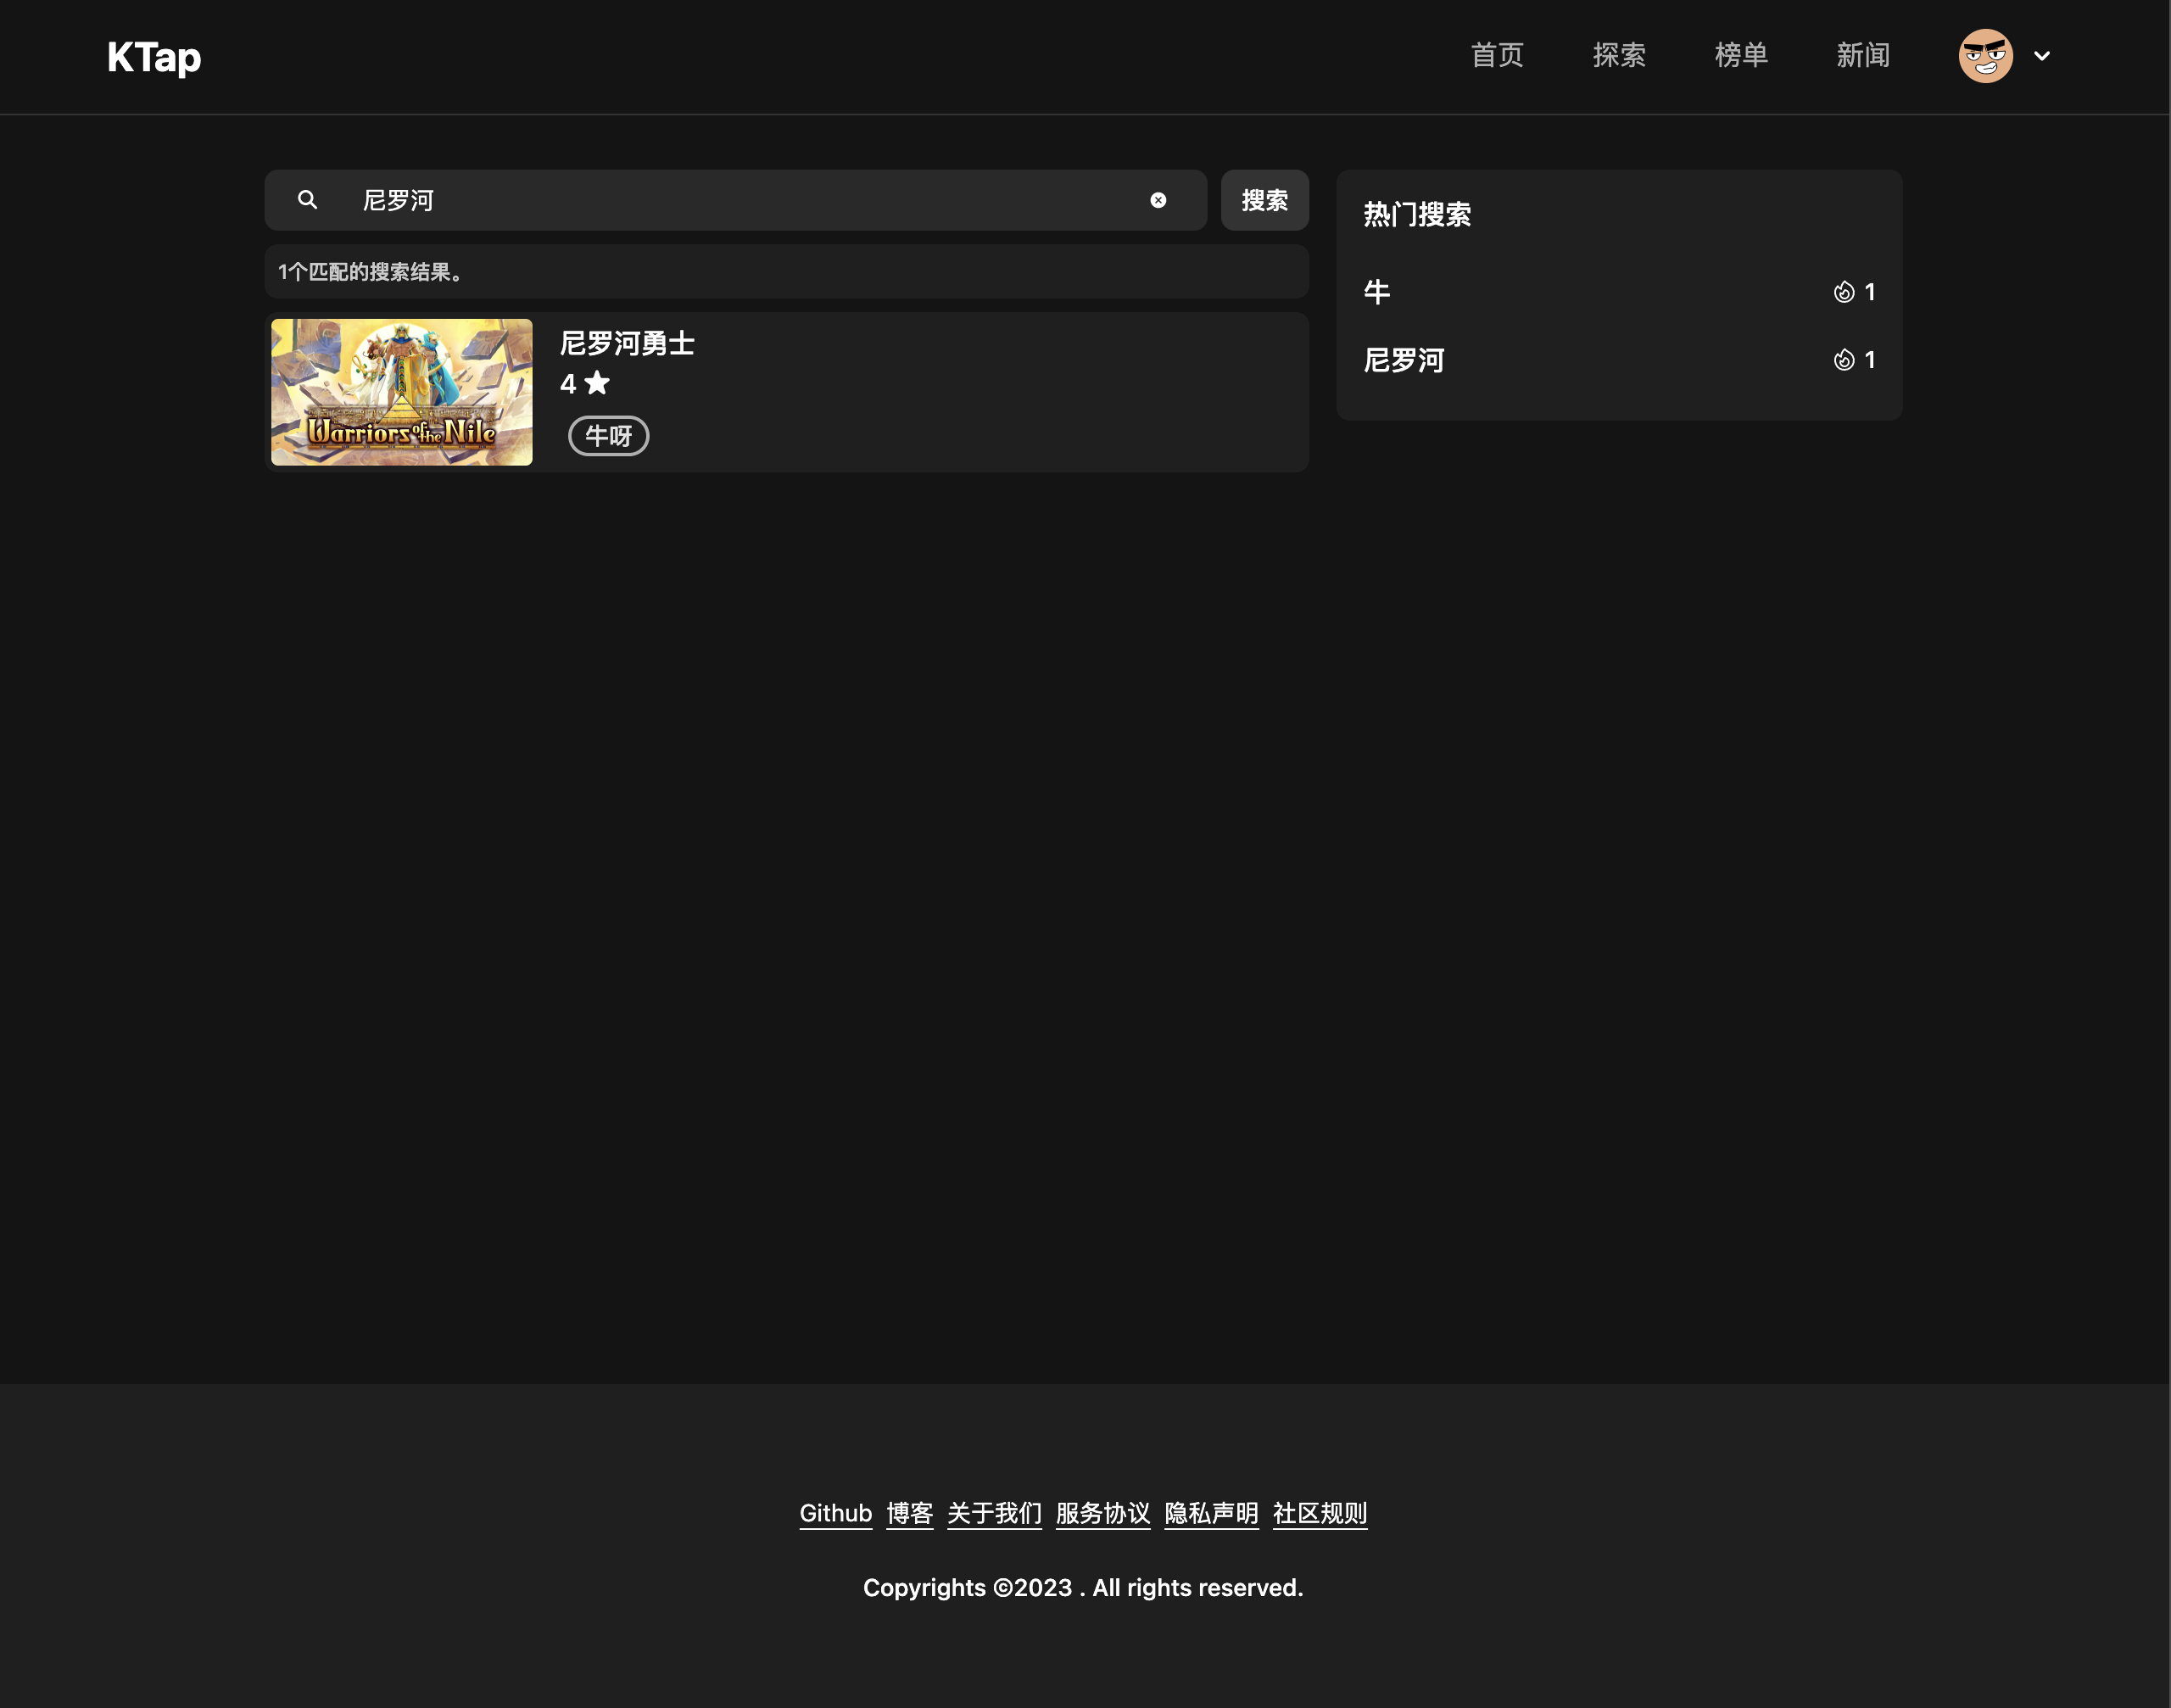 KTap
首页 探索 榜单 新闻
尼罗河 搜索
1个匹配的搜索结果。
Warriors of the Nile
尼罗河勇士
4
牛呀
热门搜索
牛 1
尼罗河 1
Github 博客 关于我们 服务协议 隐私声明 社区规则
Copyrights ©2023 . All rights reserved.